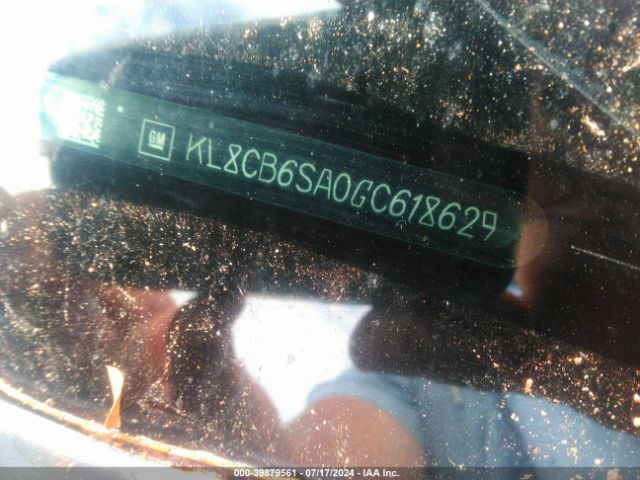 GM KL8CB6SA0GC618629
000-39879561 - 07/17/2024 - IAA Inc.